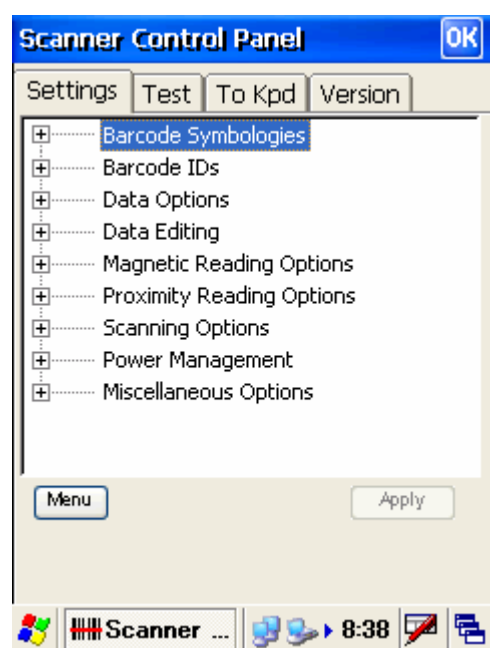 Scanner Control Panel OK
Settings Test To Kpd Version
Barcode Symbologies
Barcode IDs
Data Options
Data Editing
Magnetic Reading Options
Proximity Reading Options
Scanning Options
Power Management
Miscellaneous Options
Menu Apply
Scanner ... 8:38